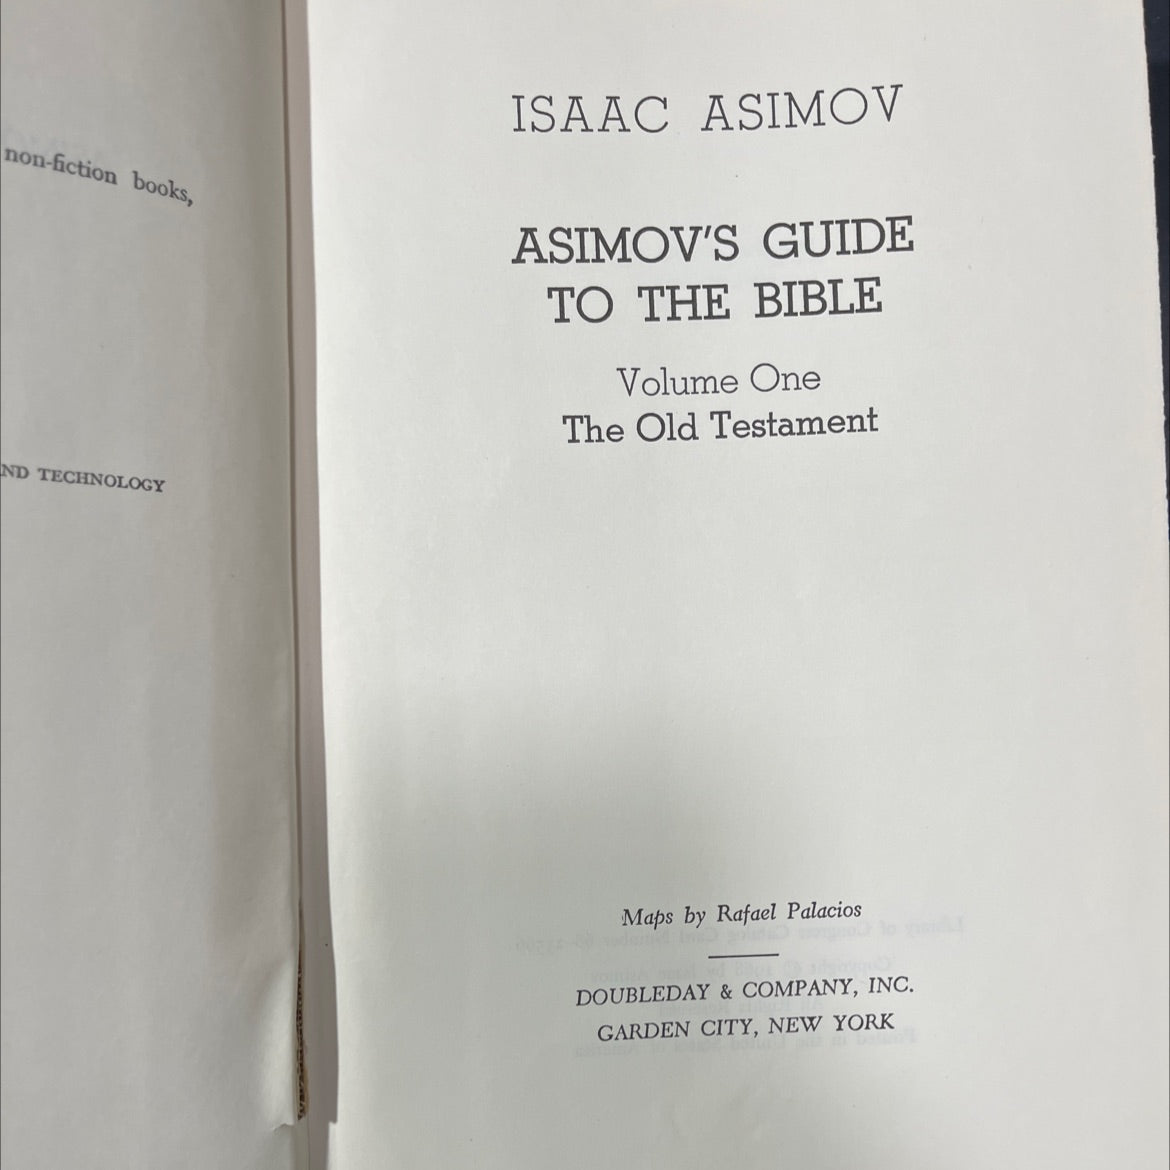 non-fiction books,
ND TECHNOLOGY
ISAAC ASIMOV
ASIMOV'S GUIDE
TO THE BIBLE
Volume One
The Old Testament
Maps by Rafael Palacios
DOUBLEDAY & COMPANY, INC.
GARDEN CITY, NEW YORK